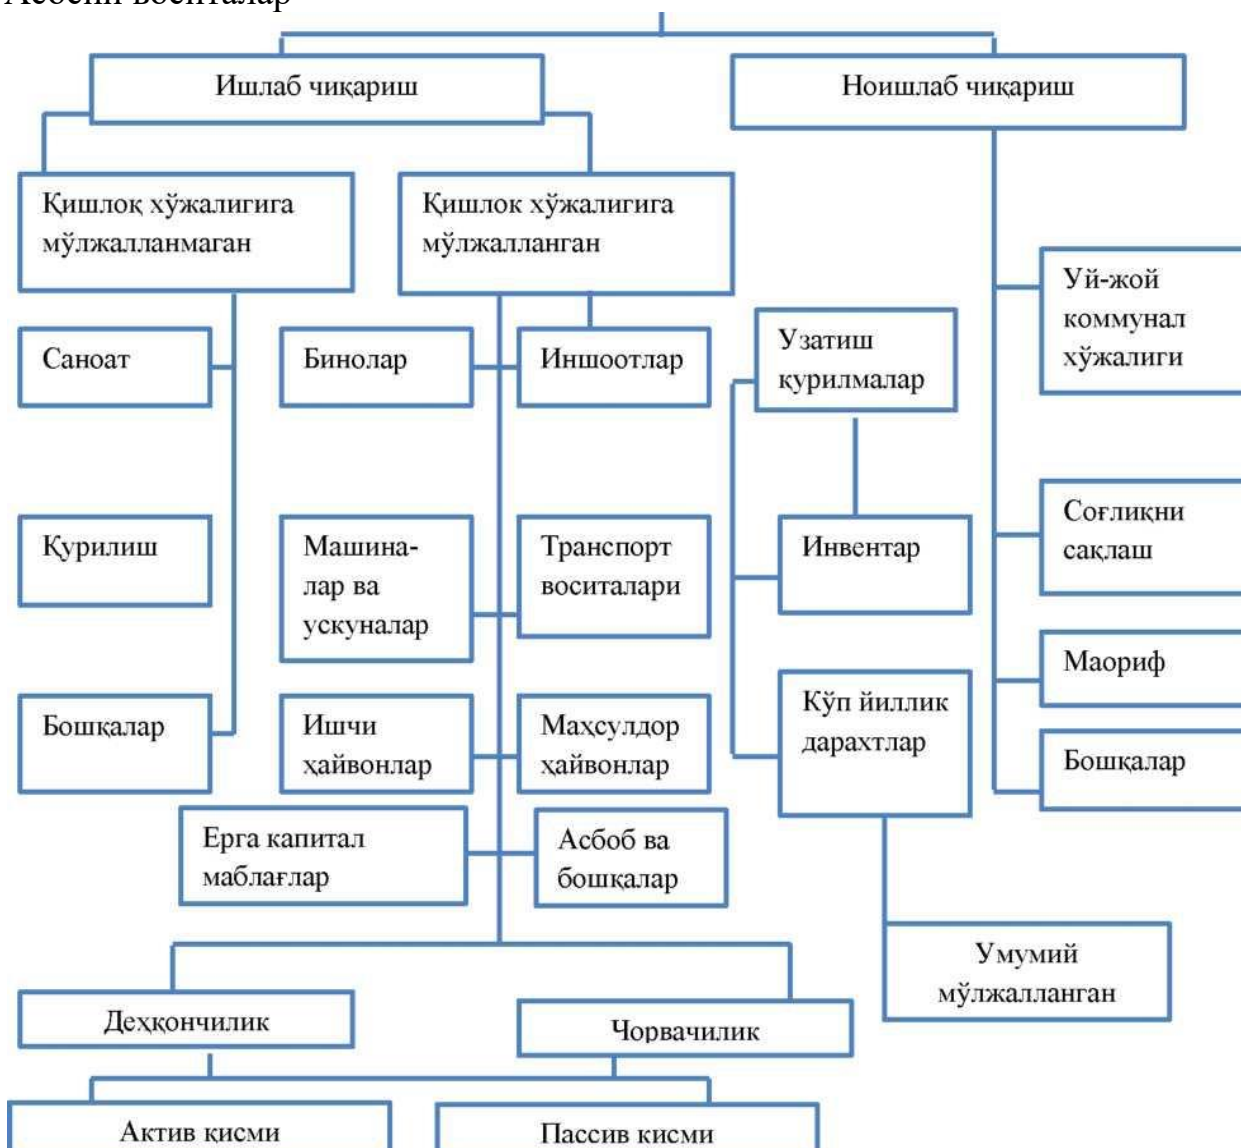 Ишлаб чиқариш
Ноишлаб чиқариш
Қишлоқ хўжалигига
мўлжалланмаган
Қишлок хўжалигига
мўлжалланган
Уй-жой
коммунал
хўжалиги
Узатиш
қурилмалар
Саноат
Бинолар
Иншоотлар
Соғлиқни
сақлаш
Қурилиш
Машина-
лар ва
ускуналар
Транспорт
воситалари
Инвентар
Маориф
Бошқалар
Ишчи
ҳайвонлар
Маҳсулдор
ҳайвонлар
Кўп йиллик
дарахтлар
Бошқалар
Ерга капитал
маблағлар
Асбоб ва
бошқалар
Умумий
мўлжалланган
Деҳқончилик
Чорвачилик
Актив қисми
Пассив қисми